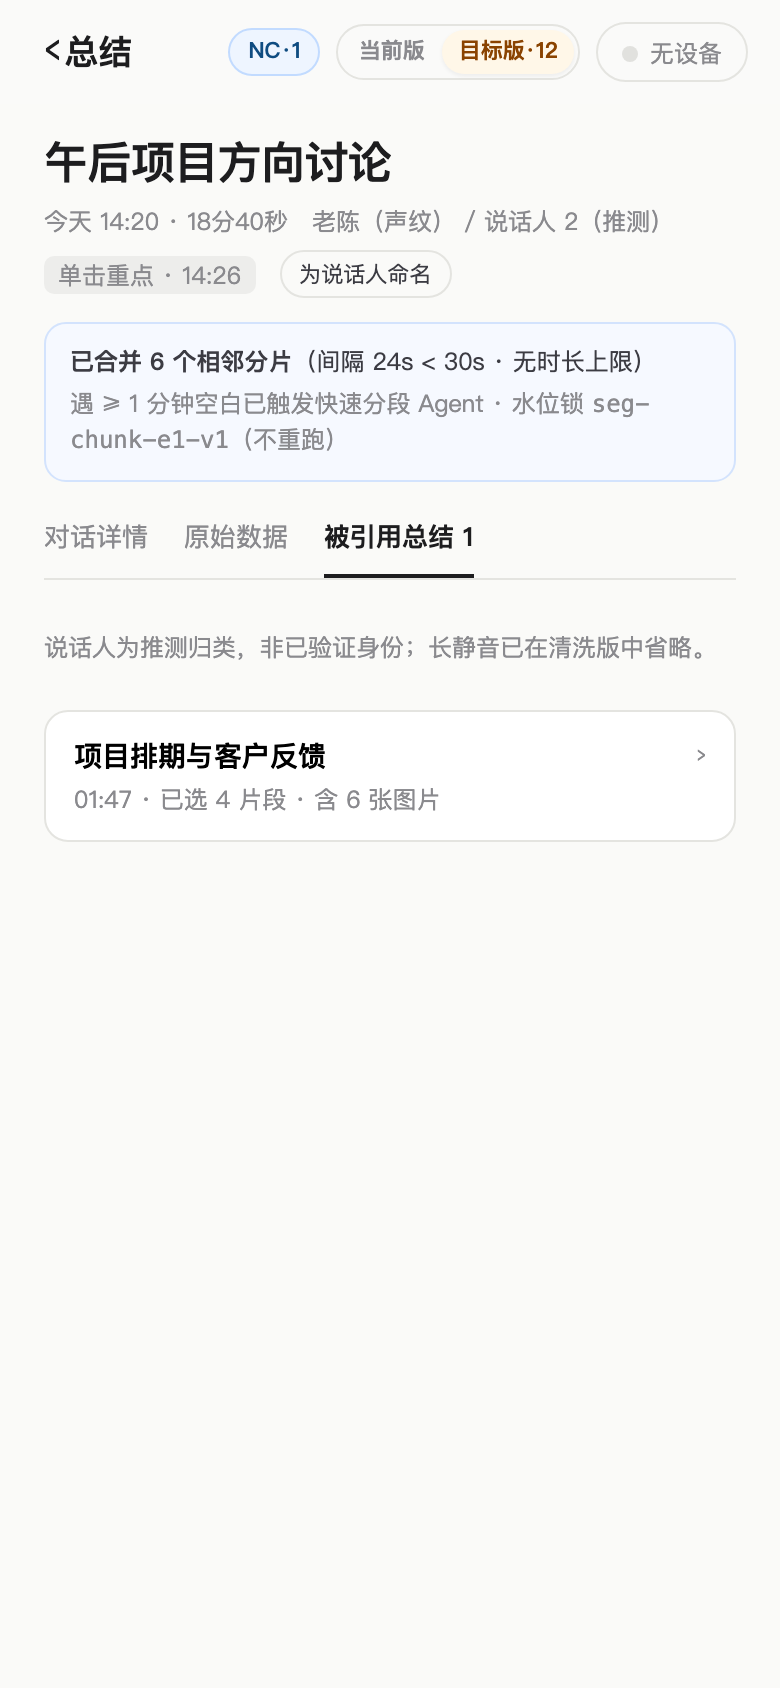 <总结 NC·1 当前版 目标版·12 无设备
午后项目方向讨论
今天 14:20 · 18分40秒 老陈（声纹） / 说话人 2（推测）
单击重点 · 14:26 为说话人命名
已合并 6 个相邻分片（间隔 24s < 30s · 无时长上限）
遇 ≥ 1 分钟空白已触发快速分段 Agent · 水位锁 seg-
chunk-e1-v1（不重跑）
对话详情 原始数据 被引用总结 1
说话人为推测归类，非已验证身份；长静音已在清洗版中省略。
项目排期与客户反馈 >
01:47 · 已选 4 片段 · 含 6 张图片